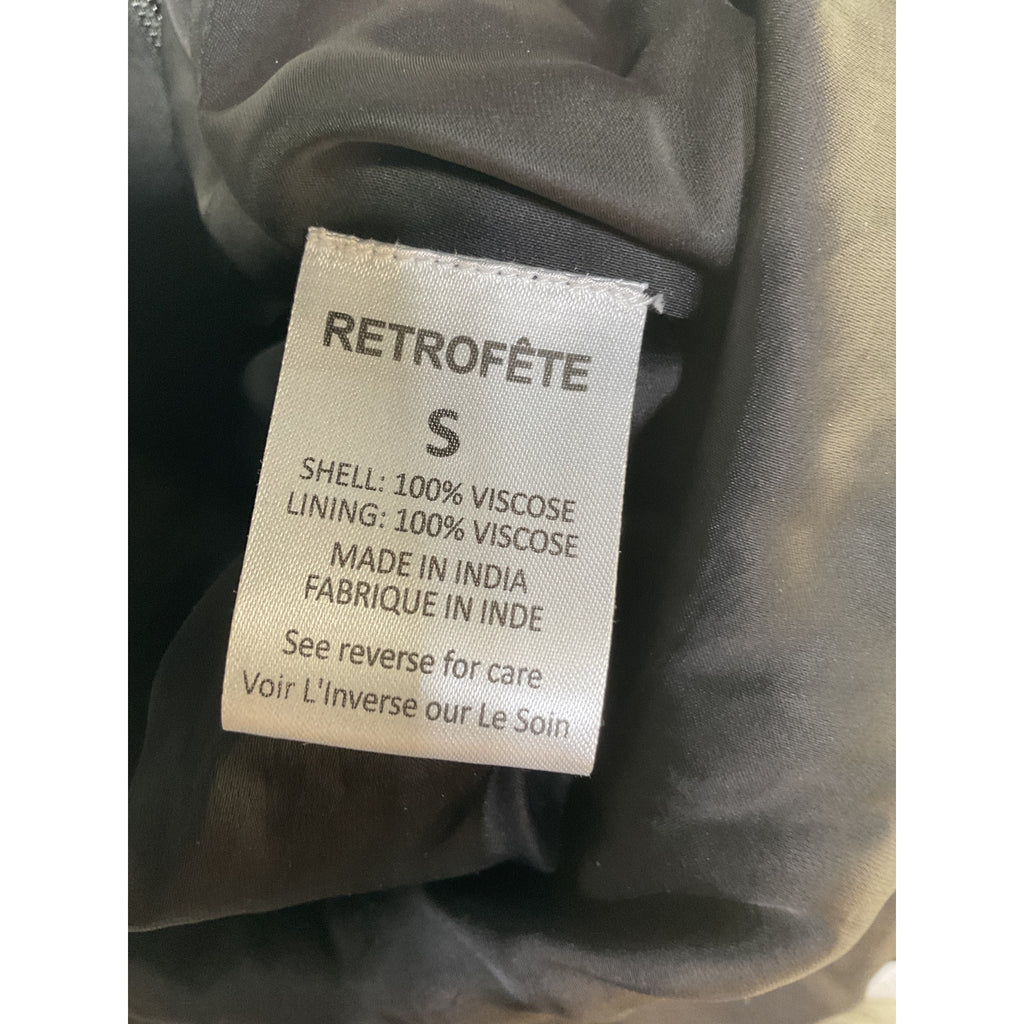 RETROFÊTE
S
SHELL: 100% VISCOSE
LINING: 100% VISCOSE
MADE IN INDIA
FABRIQUE IN INDE
See reverse for care
Voir L'Inverse our Le Soin